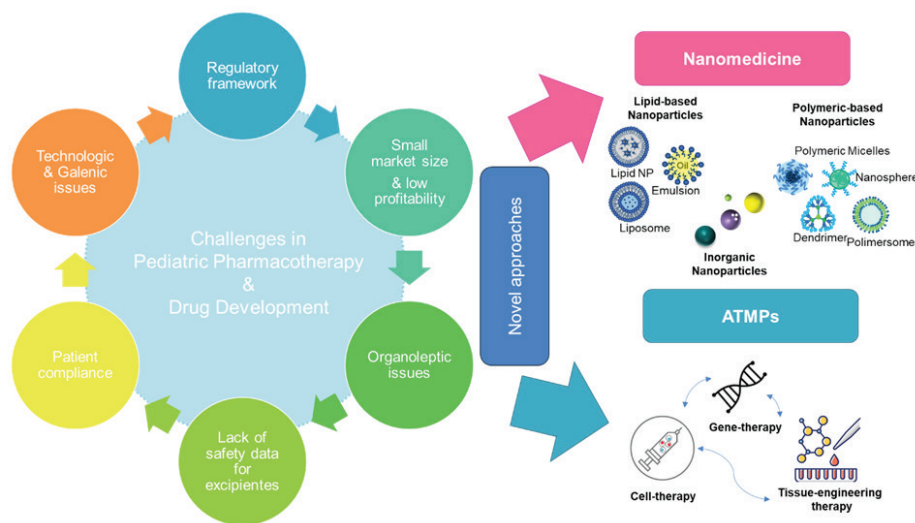 Regulatory
framework
Small
market size
& low
profitability
Organoleptic
issues
Lack of
safety data
for
excipientes
Patient
compliance
Technologic
& Galenic
issues
Challenges in
Pediatric Pharmacotherapy
&
Drug Development
Novel approaches
Nanomedicine
Lipid-based
Nanoparticles
Lipid NP
Oil
Emulsion
Liposome
Inorganic
Nanoparticles
Polymeric-based
Nanoparticles
Polymeric Micelles
Nanosphere
Dendrimer
Polimersome
ATMPs
Gene-therapy
Cell-therapy
Tissue-engineering
therapy